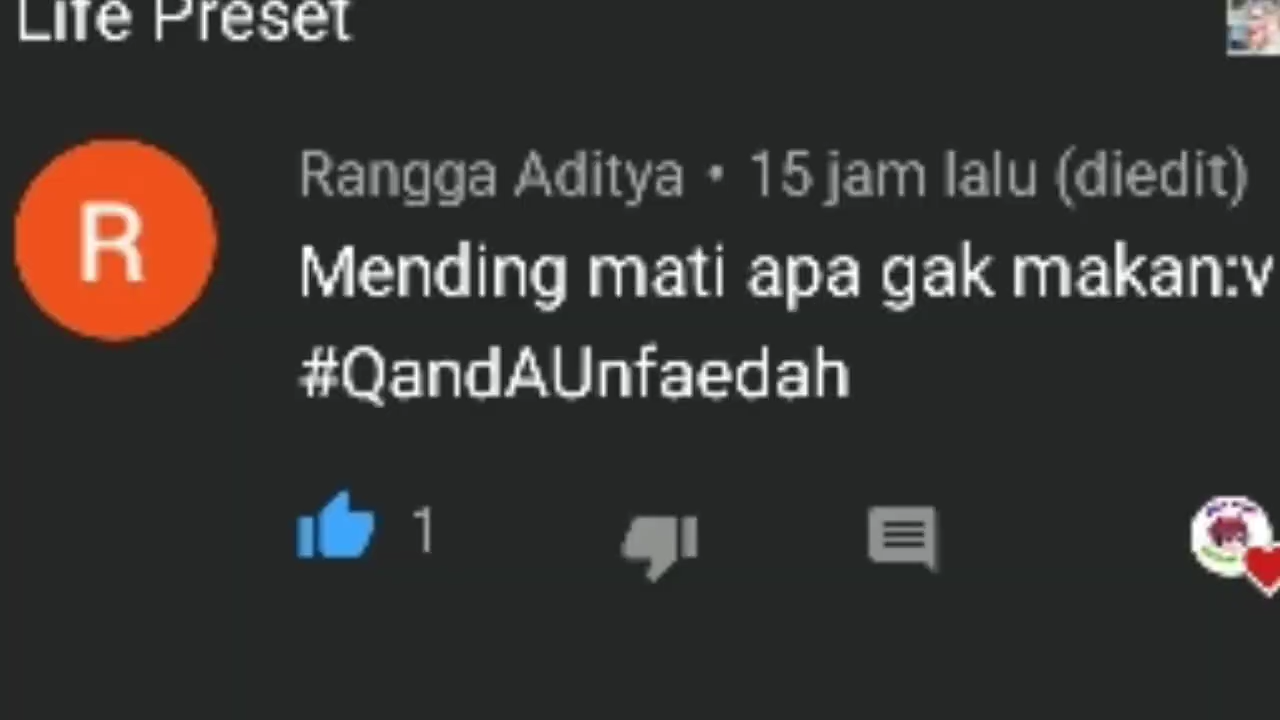 Life Preset
R
Rangga Aditya • 15 jam lalu (diedit)
Mending mati apa gak makan:v
#QandAUnfaedah
1